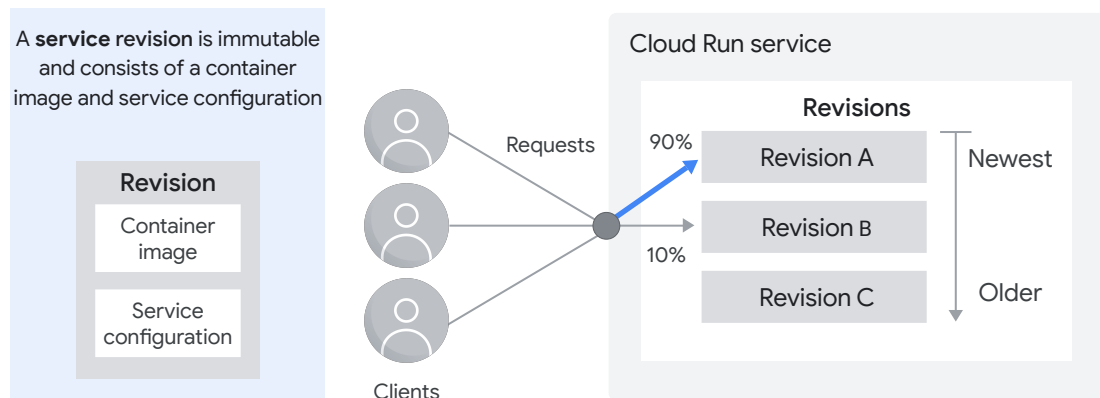 A service revision is immutable
and consists of a container
image and service configuration
Revision
Container
image
Service
configuration
Clients
Requests
Cloud Run service
Revisions
90%
Revision A
Newest
10%
Revision B
Revision C
Older